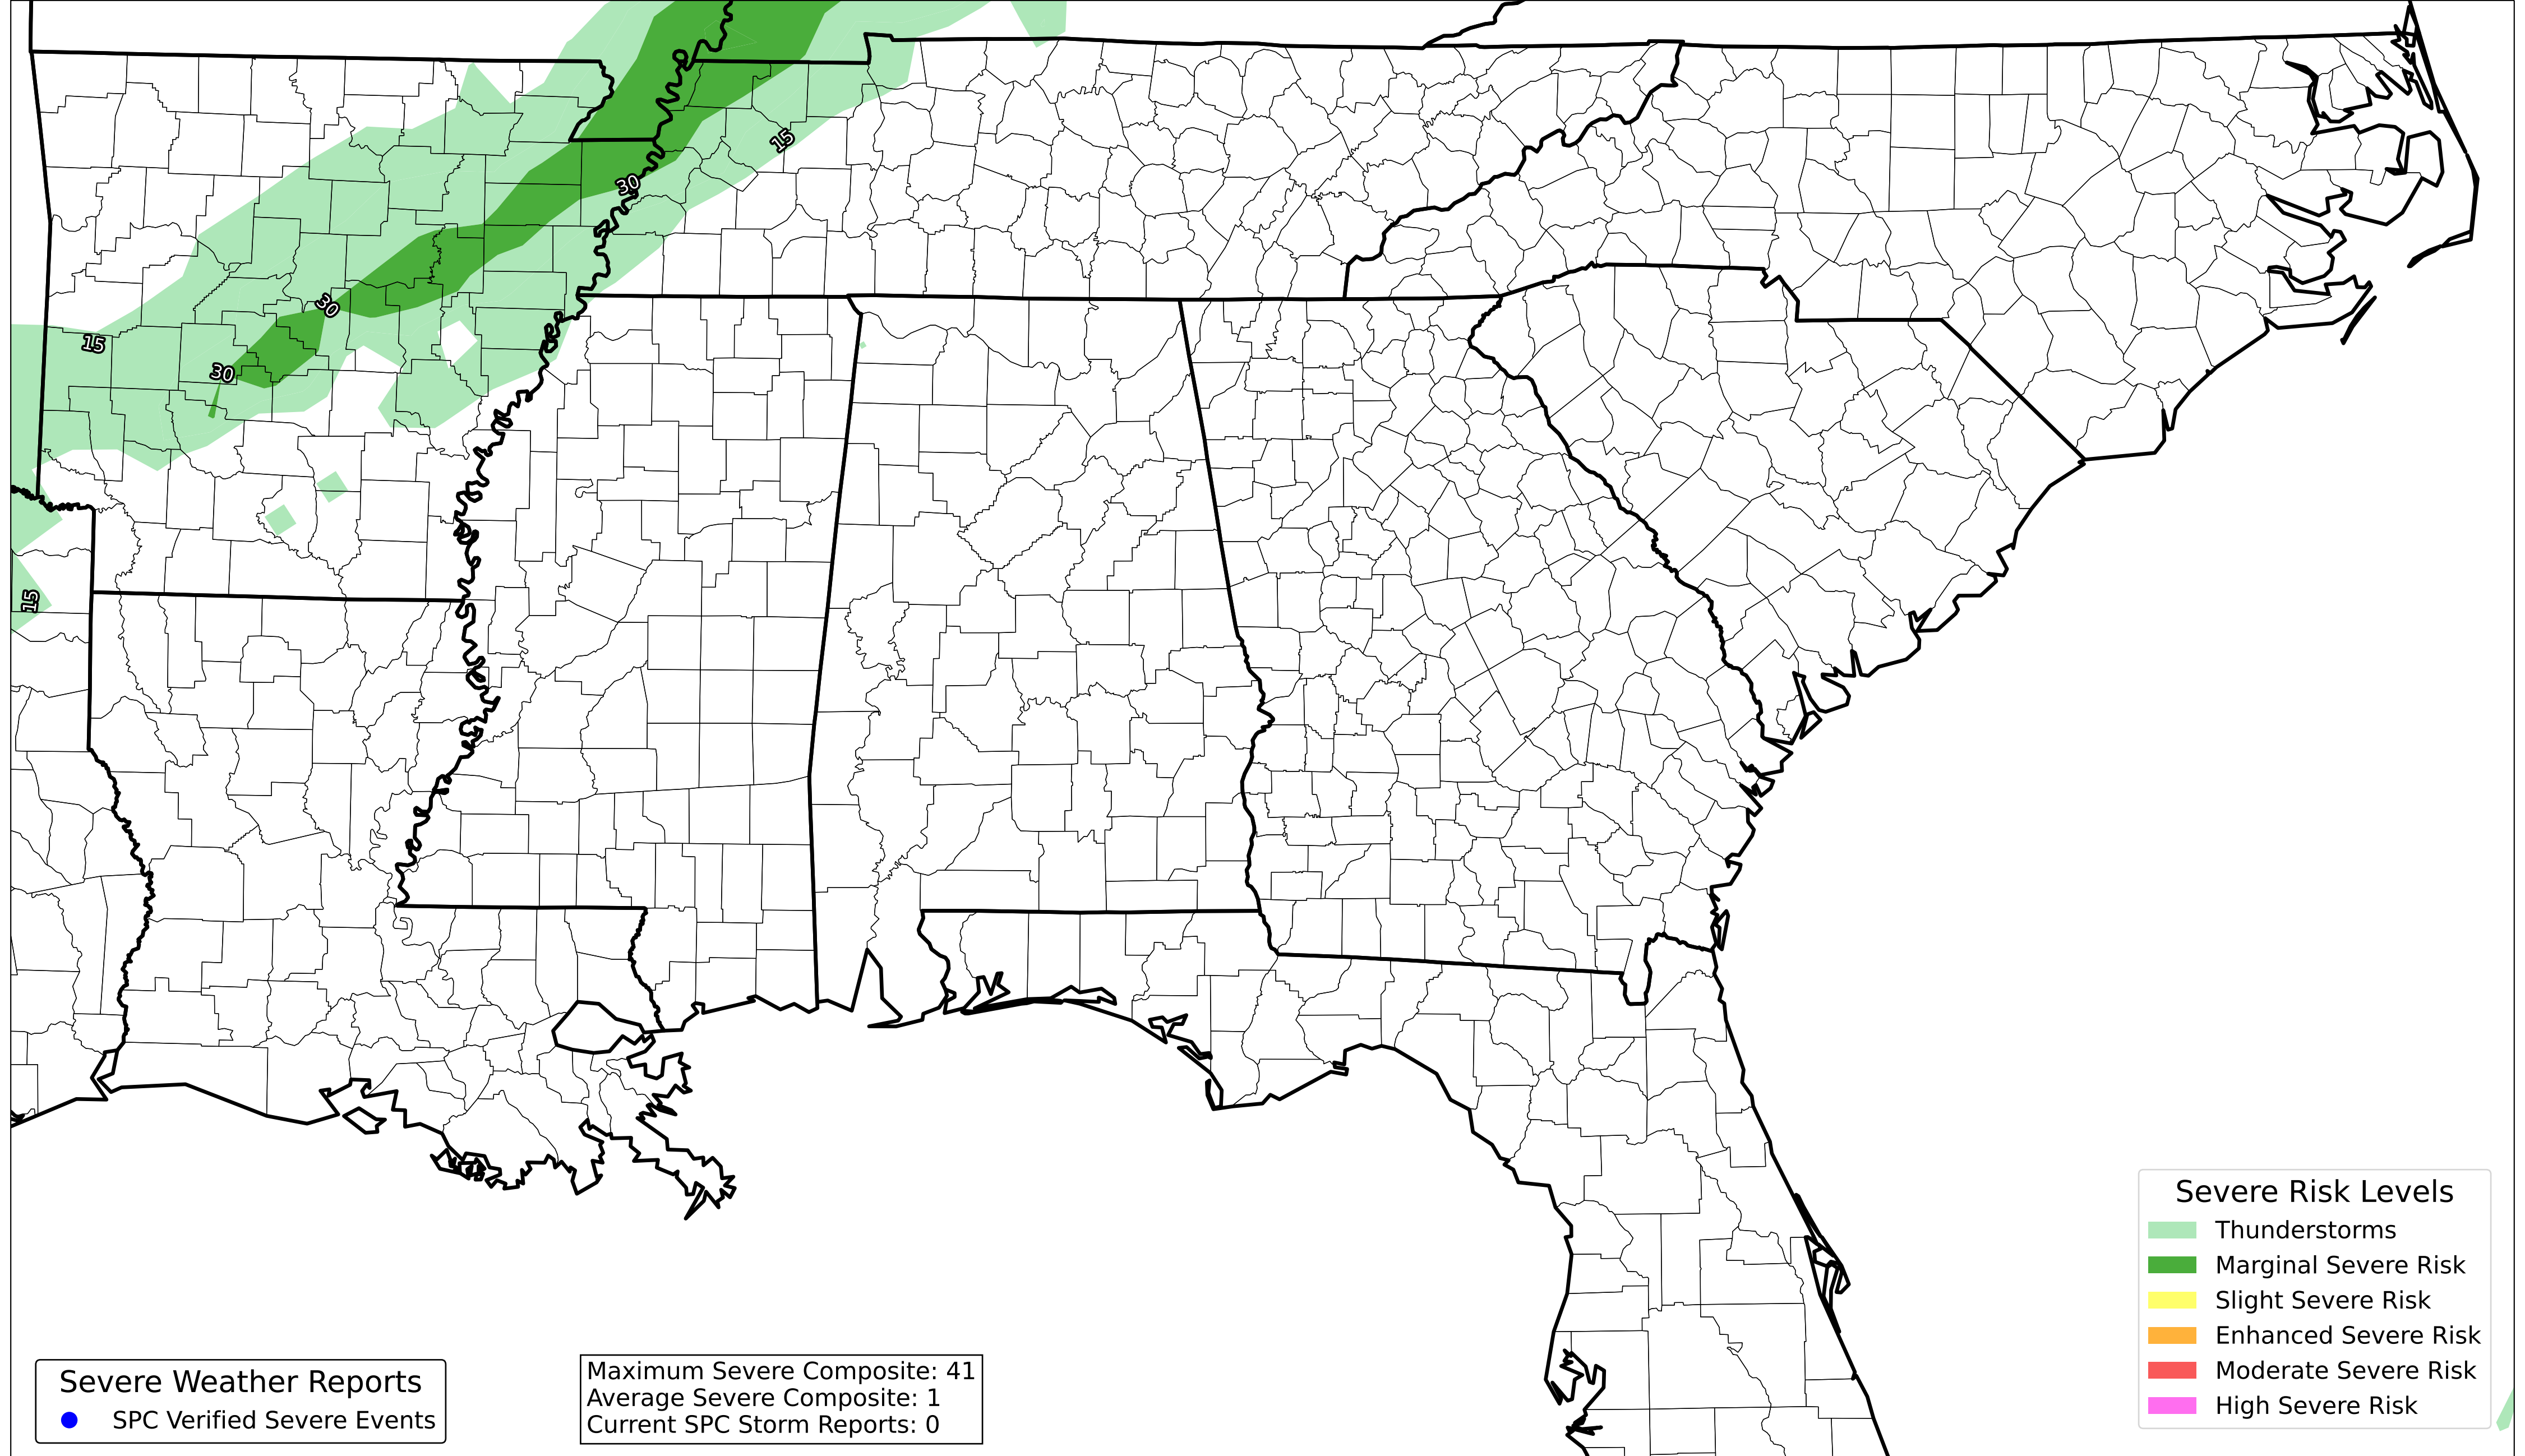 15
30
30
15
30
15
Severe Risk Levels
Thunderstorms
Marginal Severe Risk
Slight Severe Risk
Enhanced Severe Risk
Moderate Severe Risk
High Severe Risk
Severe Weather Reports
SPC Verified Severe Events
Maximum Severe Composite: 41
Average Severe Composite: 1
Current SPC Storm Reports: 0